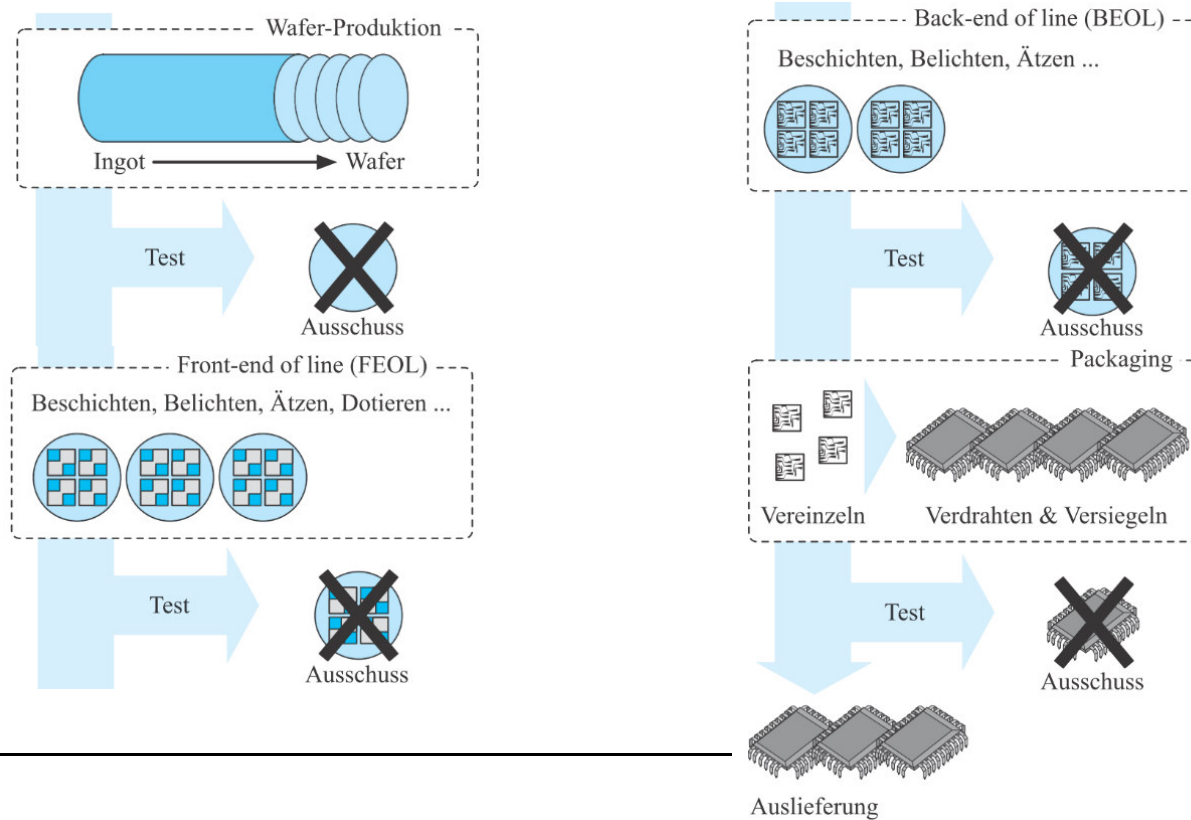 Wafer-Produktion
Ingot
Wafer
Test
Ausschuss
Front-end of line (FEOL)
Beschichten, Belichten, Ätzen, Dotieren ...
Test
Ausschuss
Back-end of line (BEOL)
Beschichten, Belichten, Ätzen ...
Test
Ausschuss
Packaging
Vereinzeln
Verdrahten & Versiegeln
Test
Ausschuss
Auslieferung